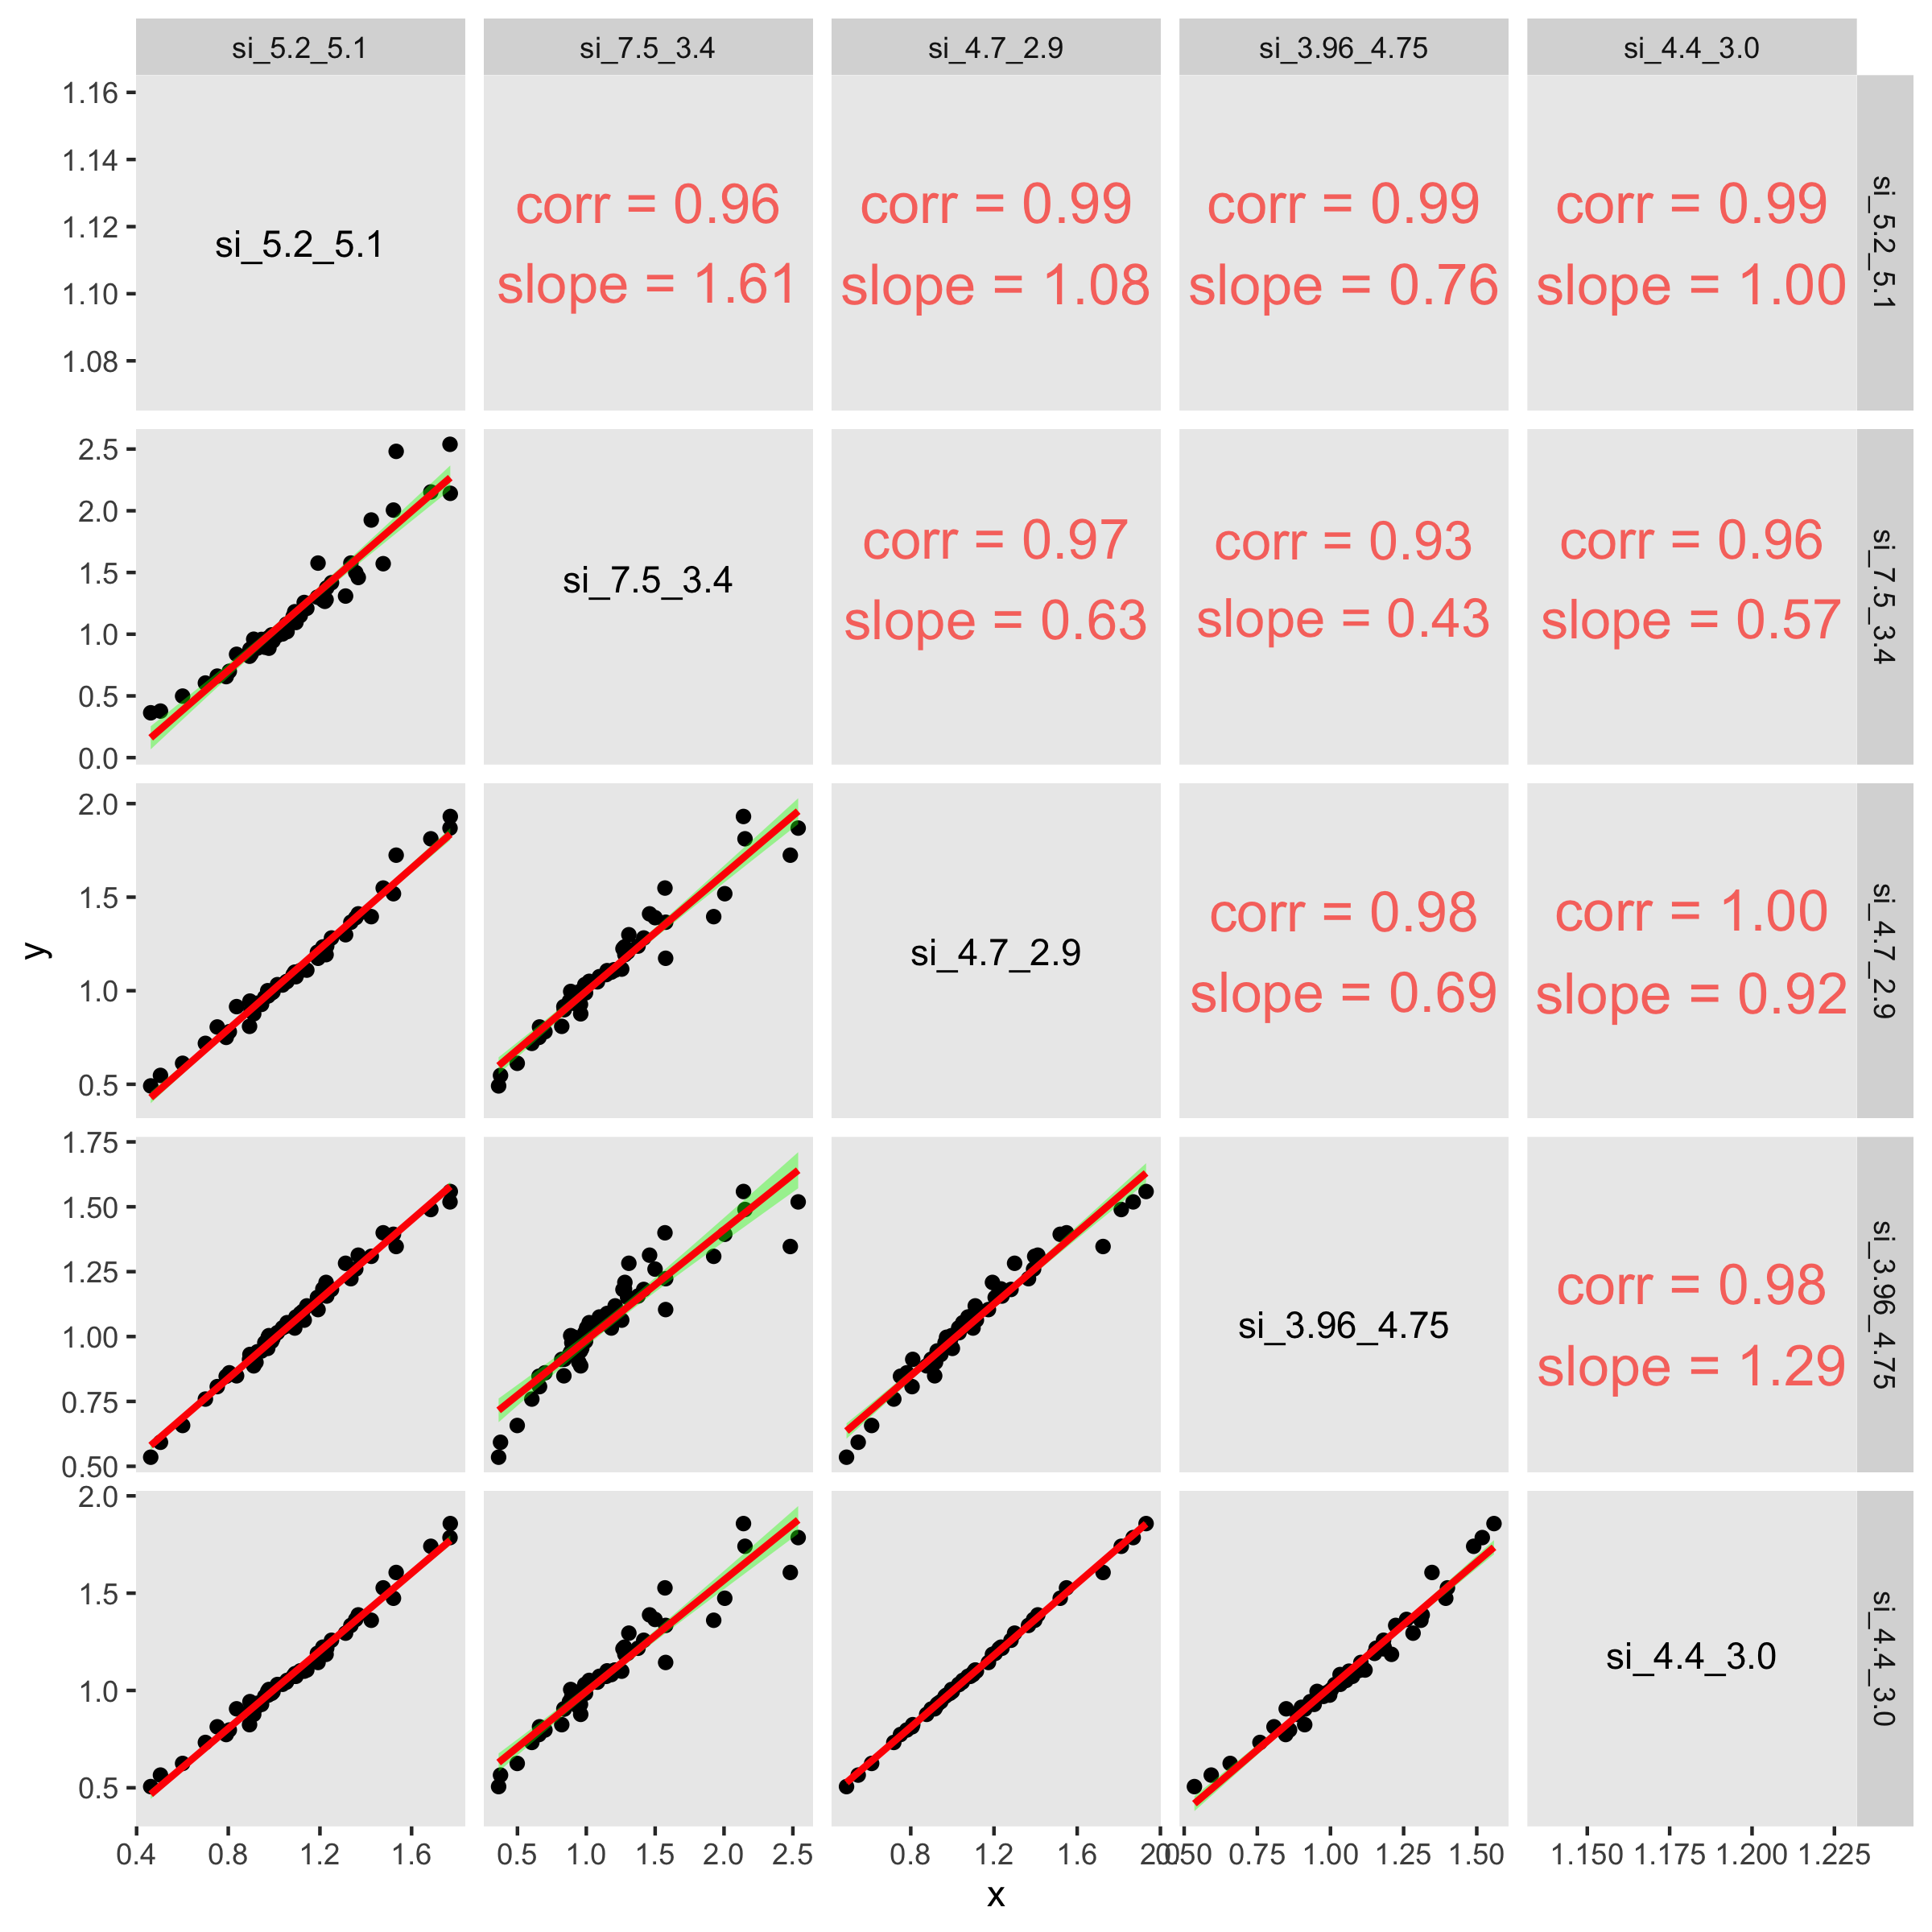 si_5.2_5.1
si_7.5_3.4
si_4.7_2.9
si_3.96_4.75
si_4.4_3.0
1.16
1.14
1.12
1.10
1.08
si_5.2_5.1
corr = 0.96
slope = 1.61
corr = 0.99
slope = 1.08
corr = 0.99
slope = 0.76
corr = 0.99
slope = 1.00
si_5.2_5.1
2.5
2.0
1.5
1.0
0.5
0.0
si_7.5_3.4
corr = 0.97
slope = 0.63
corr = 0.93
slope = 0.43
corr = 0.96
slope = 0.57
si_7.5_3.4
y
2.0
1.5
1.0
0.5
si_4.7_2.9
corr = 0.98
slope = 0.69
corr = 1.00
slope = 0.92
si_4.7_2.9
1.75
1.50
1.25
1.00
0.75
0.50
si_3.96_4.75
corr = 0.98
slope = 1.29
si_3.96_4.75
2.0
1.5
1.0
0.5
si_4.4_3.0
si_4.4_3.0
0.4 0.8 1.2 1.6
0.5 1.0 1.5 2.0 2.5
0.8 1.2 1.6 2.0
0.50 0.75 1.00 1.25 1.50
1.150 1.175 1.200 1.225
x